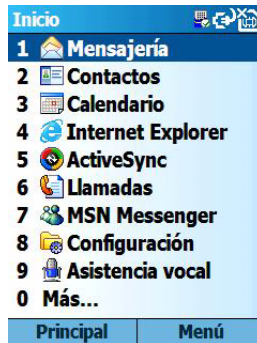 Inicio
1 Mensajería
2 Contactos
3 Calendario
4 Internet Explorer
5 ActiveSync
6 Llamadas
7 MSN Messenger
8 Configuración
9 Asistencia vocal
0 Más...
Principal Menú